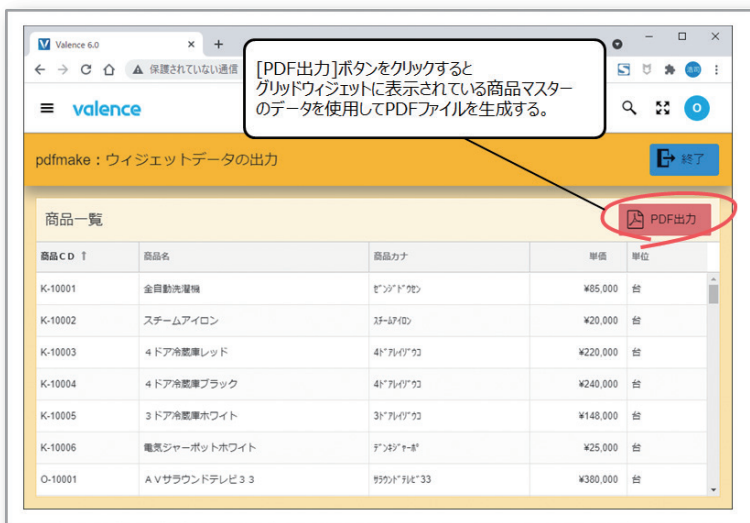 Valence 6.0
保護されていない通信
[PDF出力]ボタンをクリックすると
グリッドウィジェットに表示されている商品マスター
のデータを使用してPDFファイルを生成する。
valence
O
pdfmake：ウィジェットデータの出力
終了
商品一覧
PDF出力
商品CD ↑ 商品名 商品カナ 単価 単位
K-10001 全自動洗濯機 ｾﾞﾝｼﾞﾄﾞｳｾﾝ ¥85,000 台
K-10002 スチームアイロン ｽﾁｰﾑｱｲﾛﾝ ¥20,000 台
K-10003 ４ドア冷蔵庫レッド 4ﾄﾞｱﾚｲｿﾞｳｺ ¥220,000 台
K-10004 ４ドア冷蔵庫ブラック 4ﾄﾞｱﾚｲｿﾞｳｺ ¥240,000 台
K-10005 ３ドア冷蔵庫ホワイト 3ﾄﾞｱﾚｲｿﾞｳｺ ¥148,000 台
K-10006 電気ジャーポットホワイト ﾃﾞﾝｷｼﾞｬｰﾎﾟ ¥25,000 台
O-10001 ＡＶサラウンドテレビ３３ ｻﾗｳﾝﾄﾞﾃﾚﾋﾞ33 ¥380,000 台